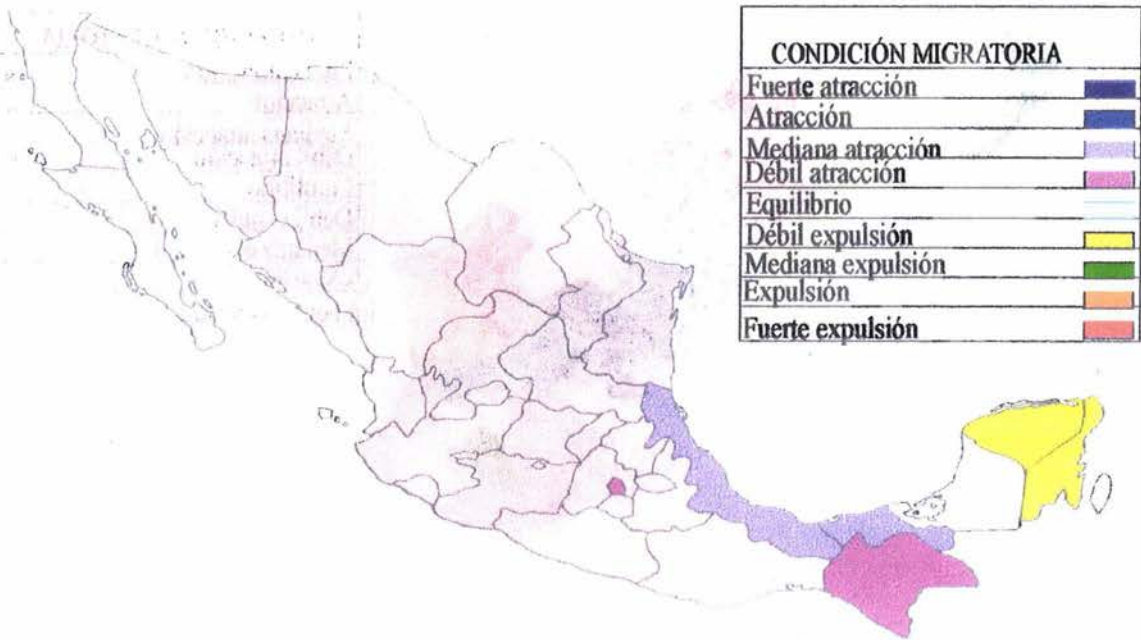 CONDICIÓN MIGRATORIA
Fuerte atracción
Atracción
Mediana atracción
Débil atracción
Equilibrio
Débil expulsión
Mediana expulsión
Expulsión
Fuerte expulsión